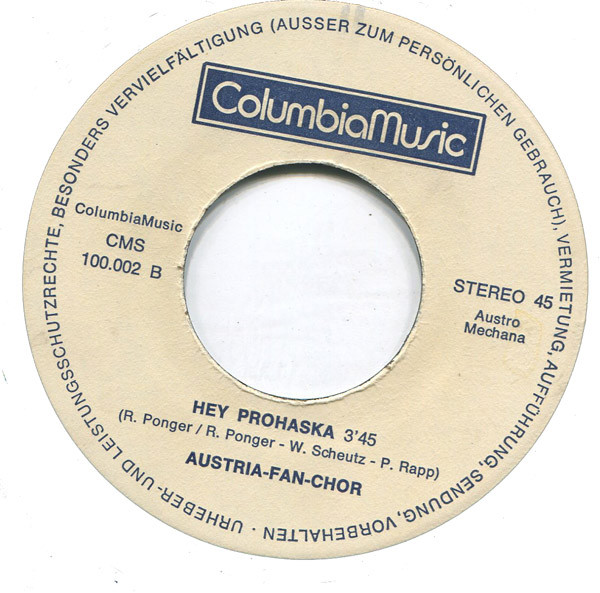 URHEBER- UND LEISTUNGSSCHUTZRECHTE, BESONDERS VERVIELFÄLTIGUNG (AUSSER ZUM PERSÖNLICHEN GEBRAUCH), VERMIETUNG, AUFFÜHRUNG, SENDUNG, VORBEHALTEN ·
ColumbiaMusic
ColumbiaMusic
CMS
100.002 B
STEREO 45
Austro
Mechana
HEY PROHASKA 3'45
(R. Ponger / R. Ponger - W. Scheutz - P. Rapp)
AUSTRIA-FAN-CHOR